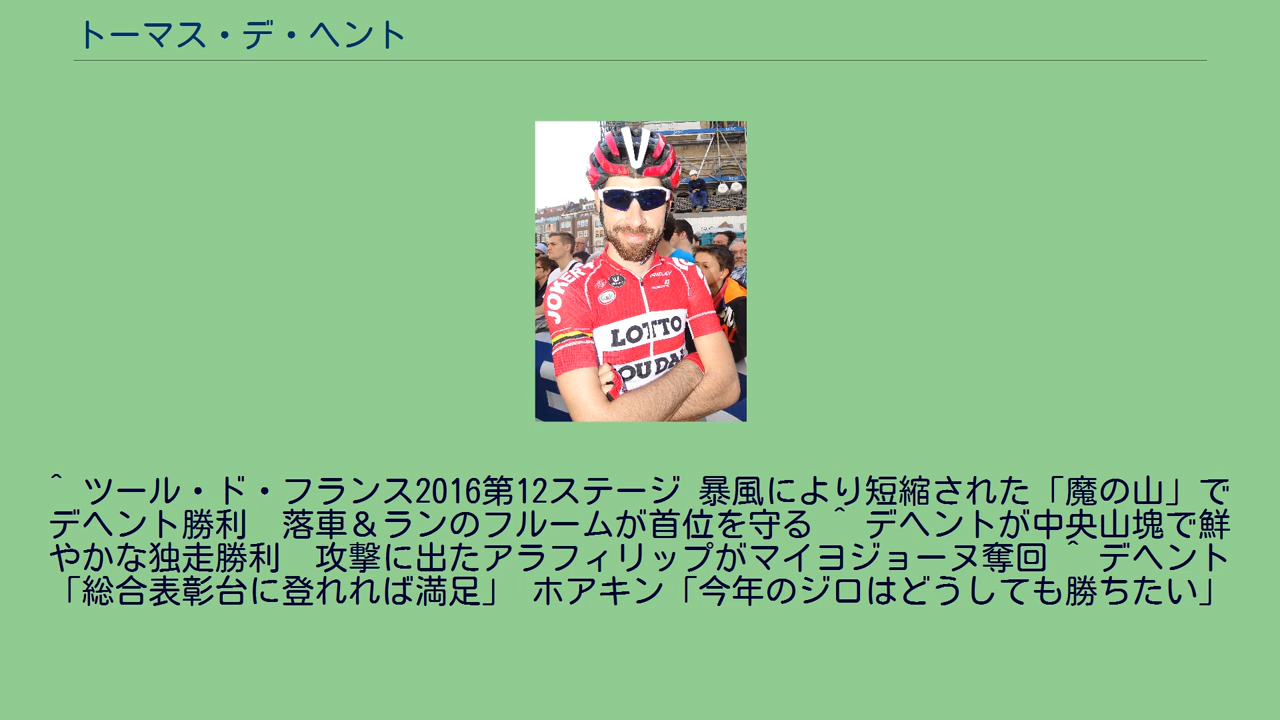 トーマス・デ・ヘント
JOKER
LOTTO
OUDA
^ ツール・ド・フランス2016第12ステージ 暴風により短縮された「魔の山」で
デヘント勝利　落車＆ランのフルームが首位を守る ^ デヘントが中央山塊で鮮
やかな独走勝利　攻撃に出たアラフィリップがマイヨジョーヌ奪回 ^ デヘント
「総合表彰台に登れれば満足」 ホアキン「今年のジロはどうしても勝ちたい」